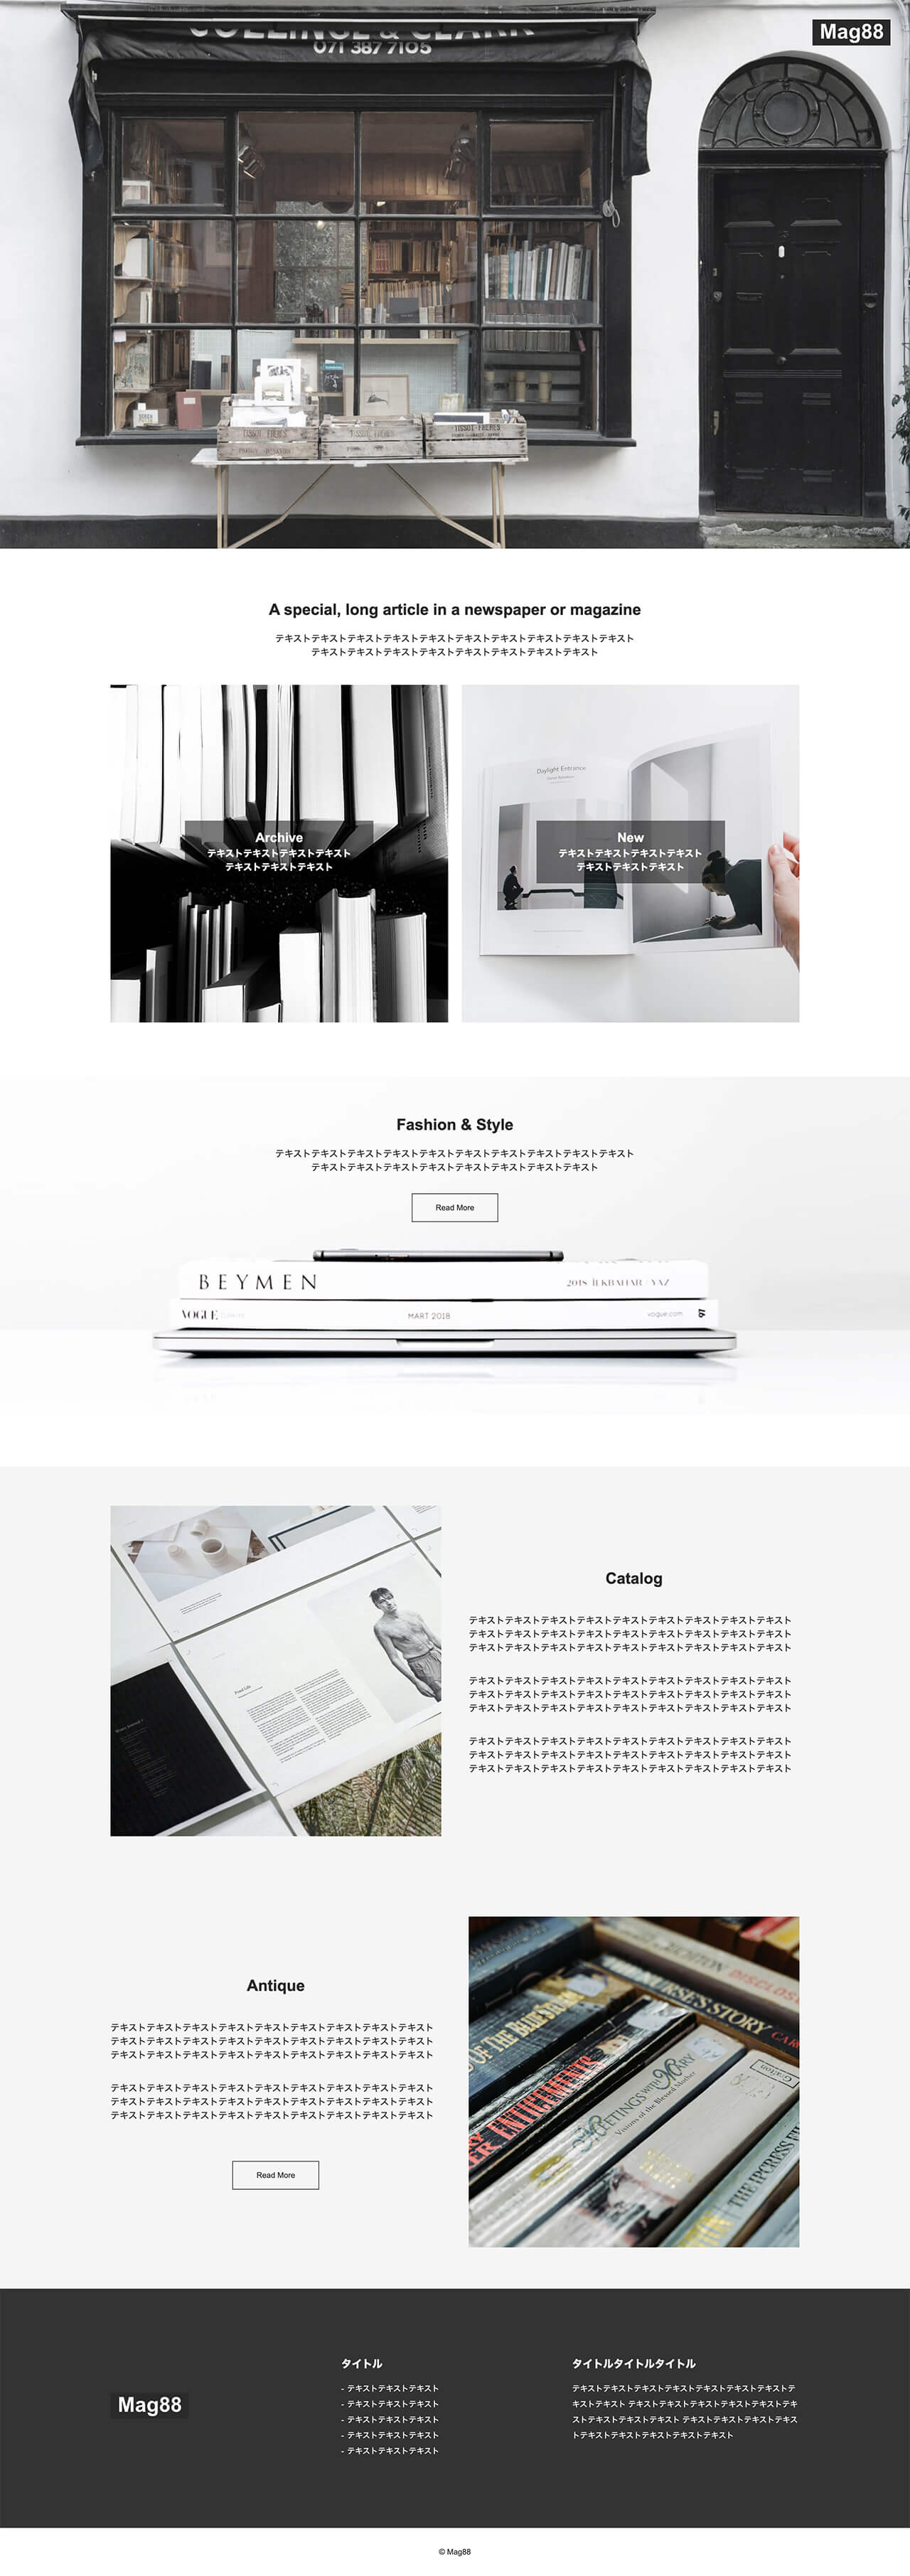 COLLINGE & CLARK
071 387 7105
Mag88
A special, long article in a newspaper or magazine
テキストテキストテキストテキストテキストテキストテキストテキストテキストテキスト
テキストテキストテキストテキストテキストテキストテキストテキスト
Archive
テキストテキストテキストテキスト
テキストテキストテキスト
Daylight Entrance
New
テキストテキストテキストテキスト
テキストテキストテキスト
Fashion & Style
テキストテキストテキストテキストテキストテキストテキストテキストテキストテキスト
テキストテキストテキストテキストテキストテキストテキストテキスト
Read More
BEYMEN
2018 İLKBAHAR / YAZ
VOGUE
MART 2018
vogue.com
Catalog
テキストテキストテキストテキストテキストテキストテキストテキストテキスト
テキストテキストテキストテキストテキストテキストテキストテキストテキスト
テキストテキストテキストテキストテキストテキストテキストテキストテキスト
テキストテキストテキストテキストテキストテキストテキストテキストテキスト
テキストテキストテキストテキストテキストテキストテキストテキストテキスト
テキストテキストテキストテキストテキストテキストテキストテキストテキスト
テキストテキストテキストテキストテキストテキストテキストテキストテキスト
テキストテキストテキストテキストテキストテキストテキストテキストテキスト
テキストテキストテキストテキストテキストテキストテキストテキストテキスト
Antique
テキストテキストテキストテキストテキストテキストテキストテキストテキスト
テキストテキストテキストテキストテキストテキストテキストテキストテキスト
テキストテキストテキストテキストテキストテキストテキストテキストテキスト
テキストテキストテキストテキストテキストテキストテキストテキストテキスト
テキストテキストテキストテキストテキストテキストテキストテキストテキスト
テキストテキストテキストテキストテキストテキストテキストテキストテキスト
Read More
OF THE BLUE
STORY
MEETINGS WITH MARY
Visions of the Blessed Mother
Galton
THE IPCRESS
Mag88
タイトル
- テキストテキストテキスト
- テキストテキストテキスト
- テキストテキストテキスト
- テキストテキストテキスト
- テキストテキストテキスト
タイトルタイトルタイトル
テキストテキストテキストテキストテキストテキストテ
キストテキスト テキストテキストテキストテキストテキ
ストテキストテキストテキスト テキストテキストテキス
トテキストテキストテキストテキストテキスト
© Mag88